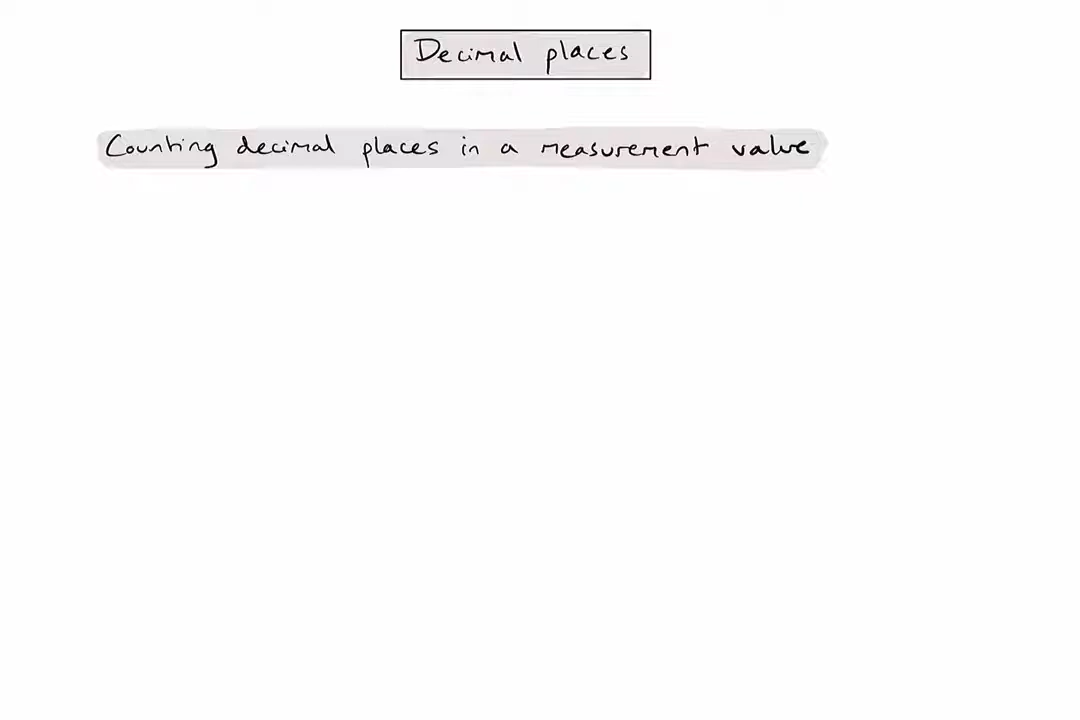 Decimal places
Counting decimal places in a measurement value